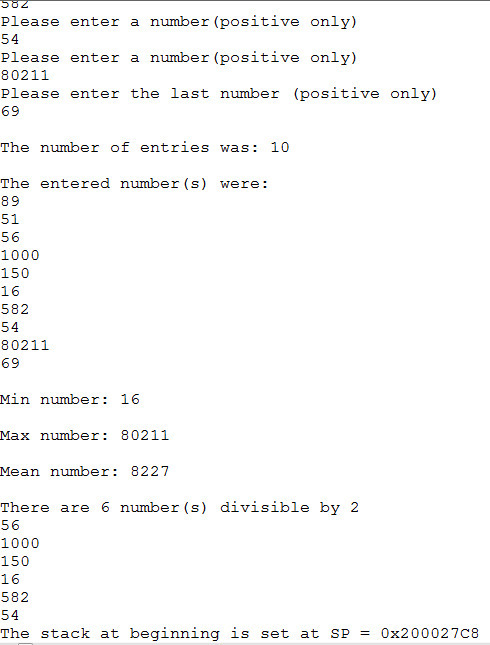 582
Please enter a number(positive only)
54
Please enter a number(positive only)
80211
Please enter the last number (positive only)
69
The number of entries was: 10
The entered number(s) were:
89
51
56
1000
150
16
582
54
80211
69
Min number: 16
Max number: 80211
Mean number: 8227
There are 6 number(s) divisible by 2
56
1000
150
16
582
54
The stack at beginning is set at SP = 0x200027C8